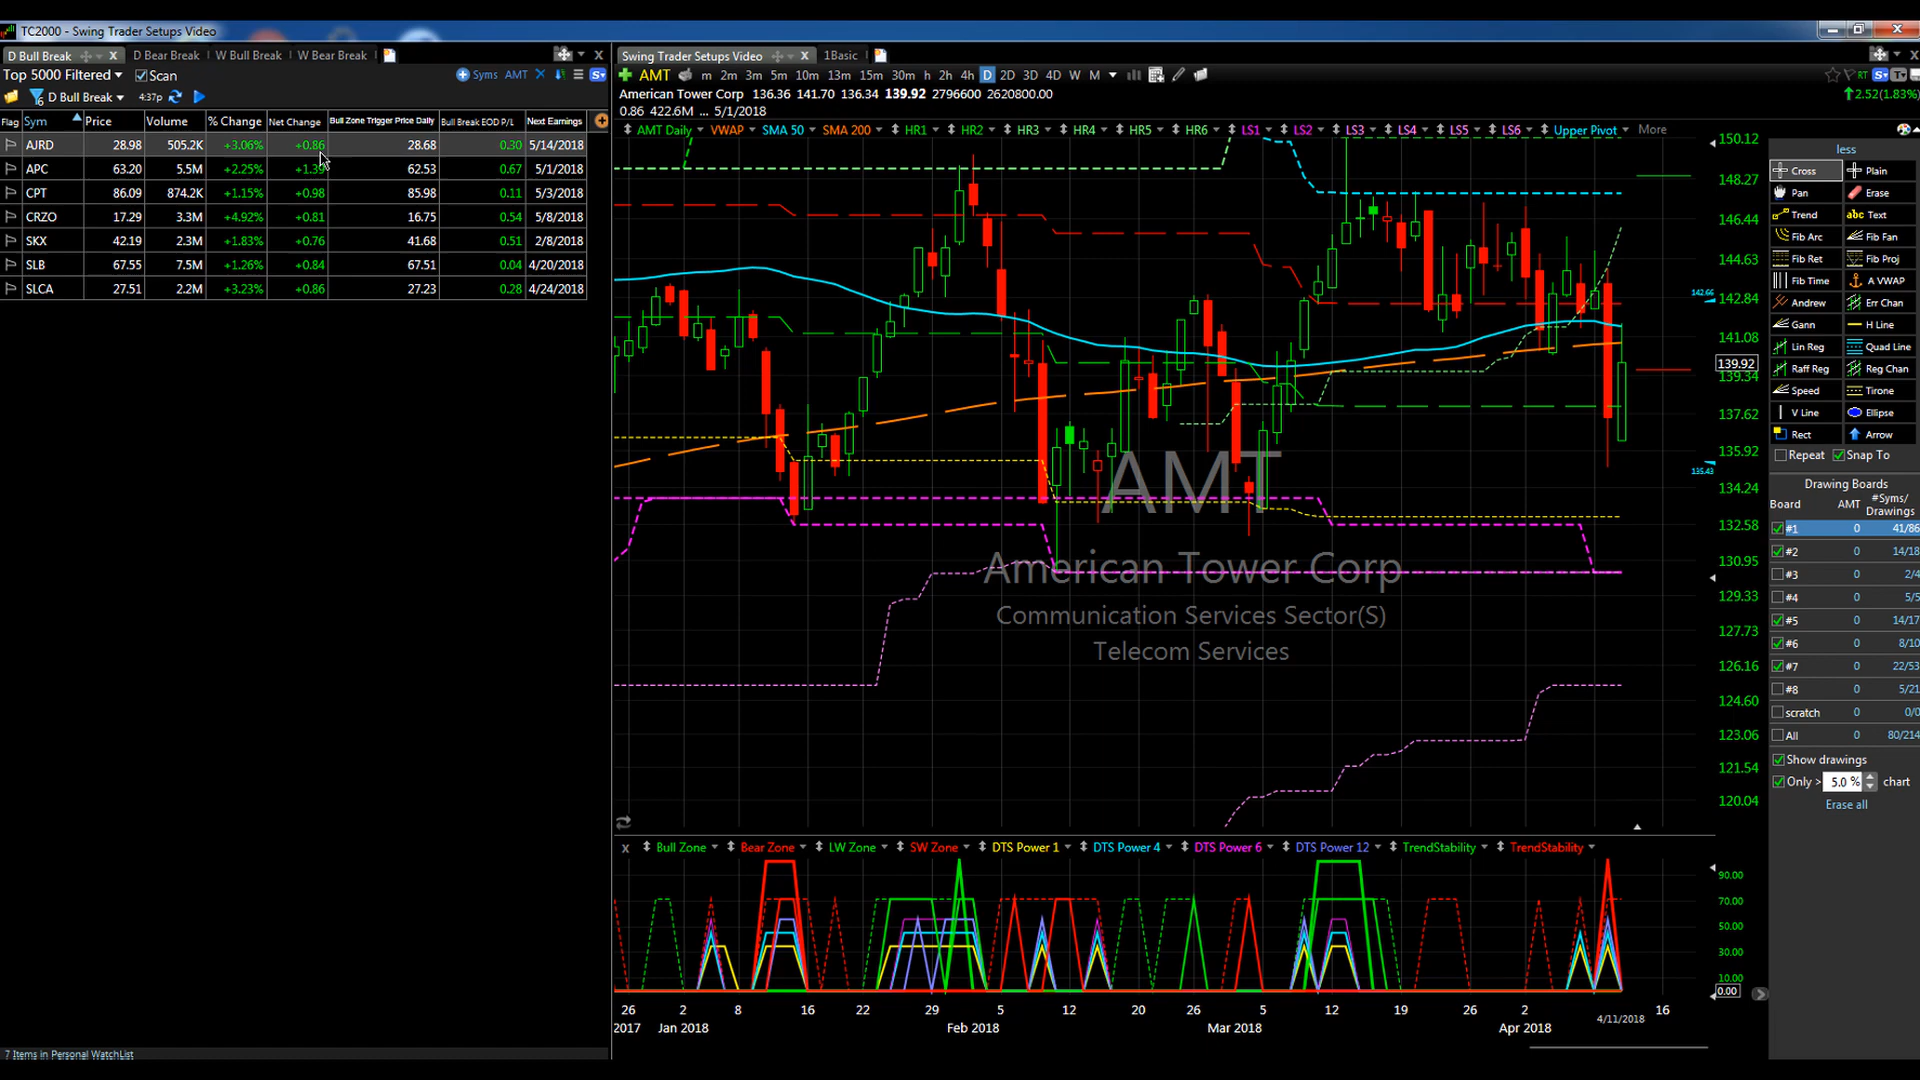 TC2000 - Swing Trader Setups Video
D Bull Break
D Bear Break
W Bull Break
W Bear Break
Top 5000 Filtered
Scan
Syms
AMT
D Bull Break
4:37p
Flag Sym Price Volume % Change Net Change Bull Zone Trigger Price Daily Bull Break EOD P/L Next Earnings
AJRD 28.98 505.2K +3.06% +0.86 28.68 0.30 5/14/2018
APC 63.20 5.5M +2.25% +1.39 62.53 0.67 5/1/2018
CPT 86.09 874.2K +1.15% +0.98 85.98 0.11 5/3/2018
CRZO 17.29 3.3M +4.92% +0.81 16.75 0.54 5/8/2018
SKX 42.19 2.3M +1.83% +0.76 41.68 0.51 2/8/2018
SLB 67.55 7.5M +1.26% +0.84 67.51 0.04 4/20/2018
SLCA 27.51 2.2M +3.23% +0.86 27.23 0.28 4/24/2018
7 Items in Personal WatchList
Swing Trader Setups Video
1Basic
AMT m 2m 3m 5m 10m 13m 15m 30m h 2h 4h D 2D 3D 4D W M
RT
American Tower Corp 136.36 141.70 136.34 139.92 2796600 2620800.00
2.52(1.83%)
0.86 422.6M ... 5/1/2018
AMT Daily VWAP SMA 50 SMA 200 HR1 HR2 HR3 HR4 HR5 HR6 LS1 LS2 LS3 LS4 LS5 LS6 Upper Pivot More
150.12
148.27
146.44
144.63
142.84
142.66
141.08
139.92
139.34
137.62
135.92
135.43
134.24
132.58
130.95
129.33
127.73
126.16
124.60
123.06
121.54
120.04
AMT
American Tower Corp
Communication Services Sector(S)
Telecom Services
x Bull Zone Bear Zone LW Zone SW Zone DTS Power 1 DTS Power 4 DTS Power 6 DTS Power 12 TrendStability TrendStability
90.00
70.00
50.00
30.00
10.00
0.00
26 2 8 16 22 29 5 12 20 26 5 12 19 26 2 4/11/2018 16
2017 Jan 2018 Feb 2018 Mar 2018 Apr 2018
less
Cross Plain
Pan Erase
Trend abc Text
Fib Arc Fib Fan
Fib Ret Fib Proj
Fib Time A VWAP
Andrew Err Chan
Gann H Line
Lin Reg Quad Line
Raff Reg Reg Chan
Speed Tirone
V Line Ellipse
Rect Arrow
Repeat Snap To
Drawing Boards
#Syms/
Board AMT Drawings
#1 0 41/86
#2 0 14/18
#3 0 2/4
#4 0 5/5
#5 0 14/17
#6 0 8/10
#7 0 22/53
#8 0 5/21
scratch 0 0/0
All 0 80/214
Show drawings
Only > 5.0 % chart
Erase all